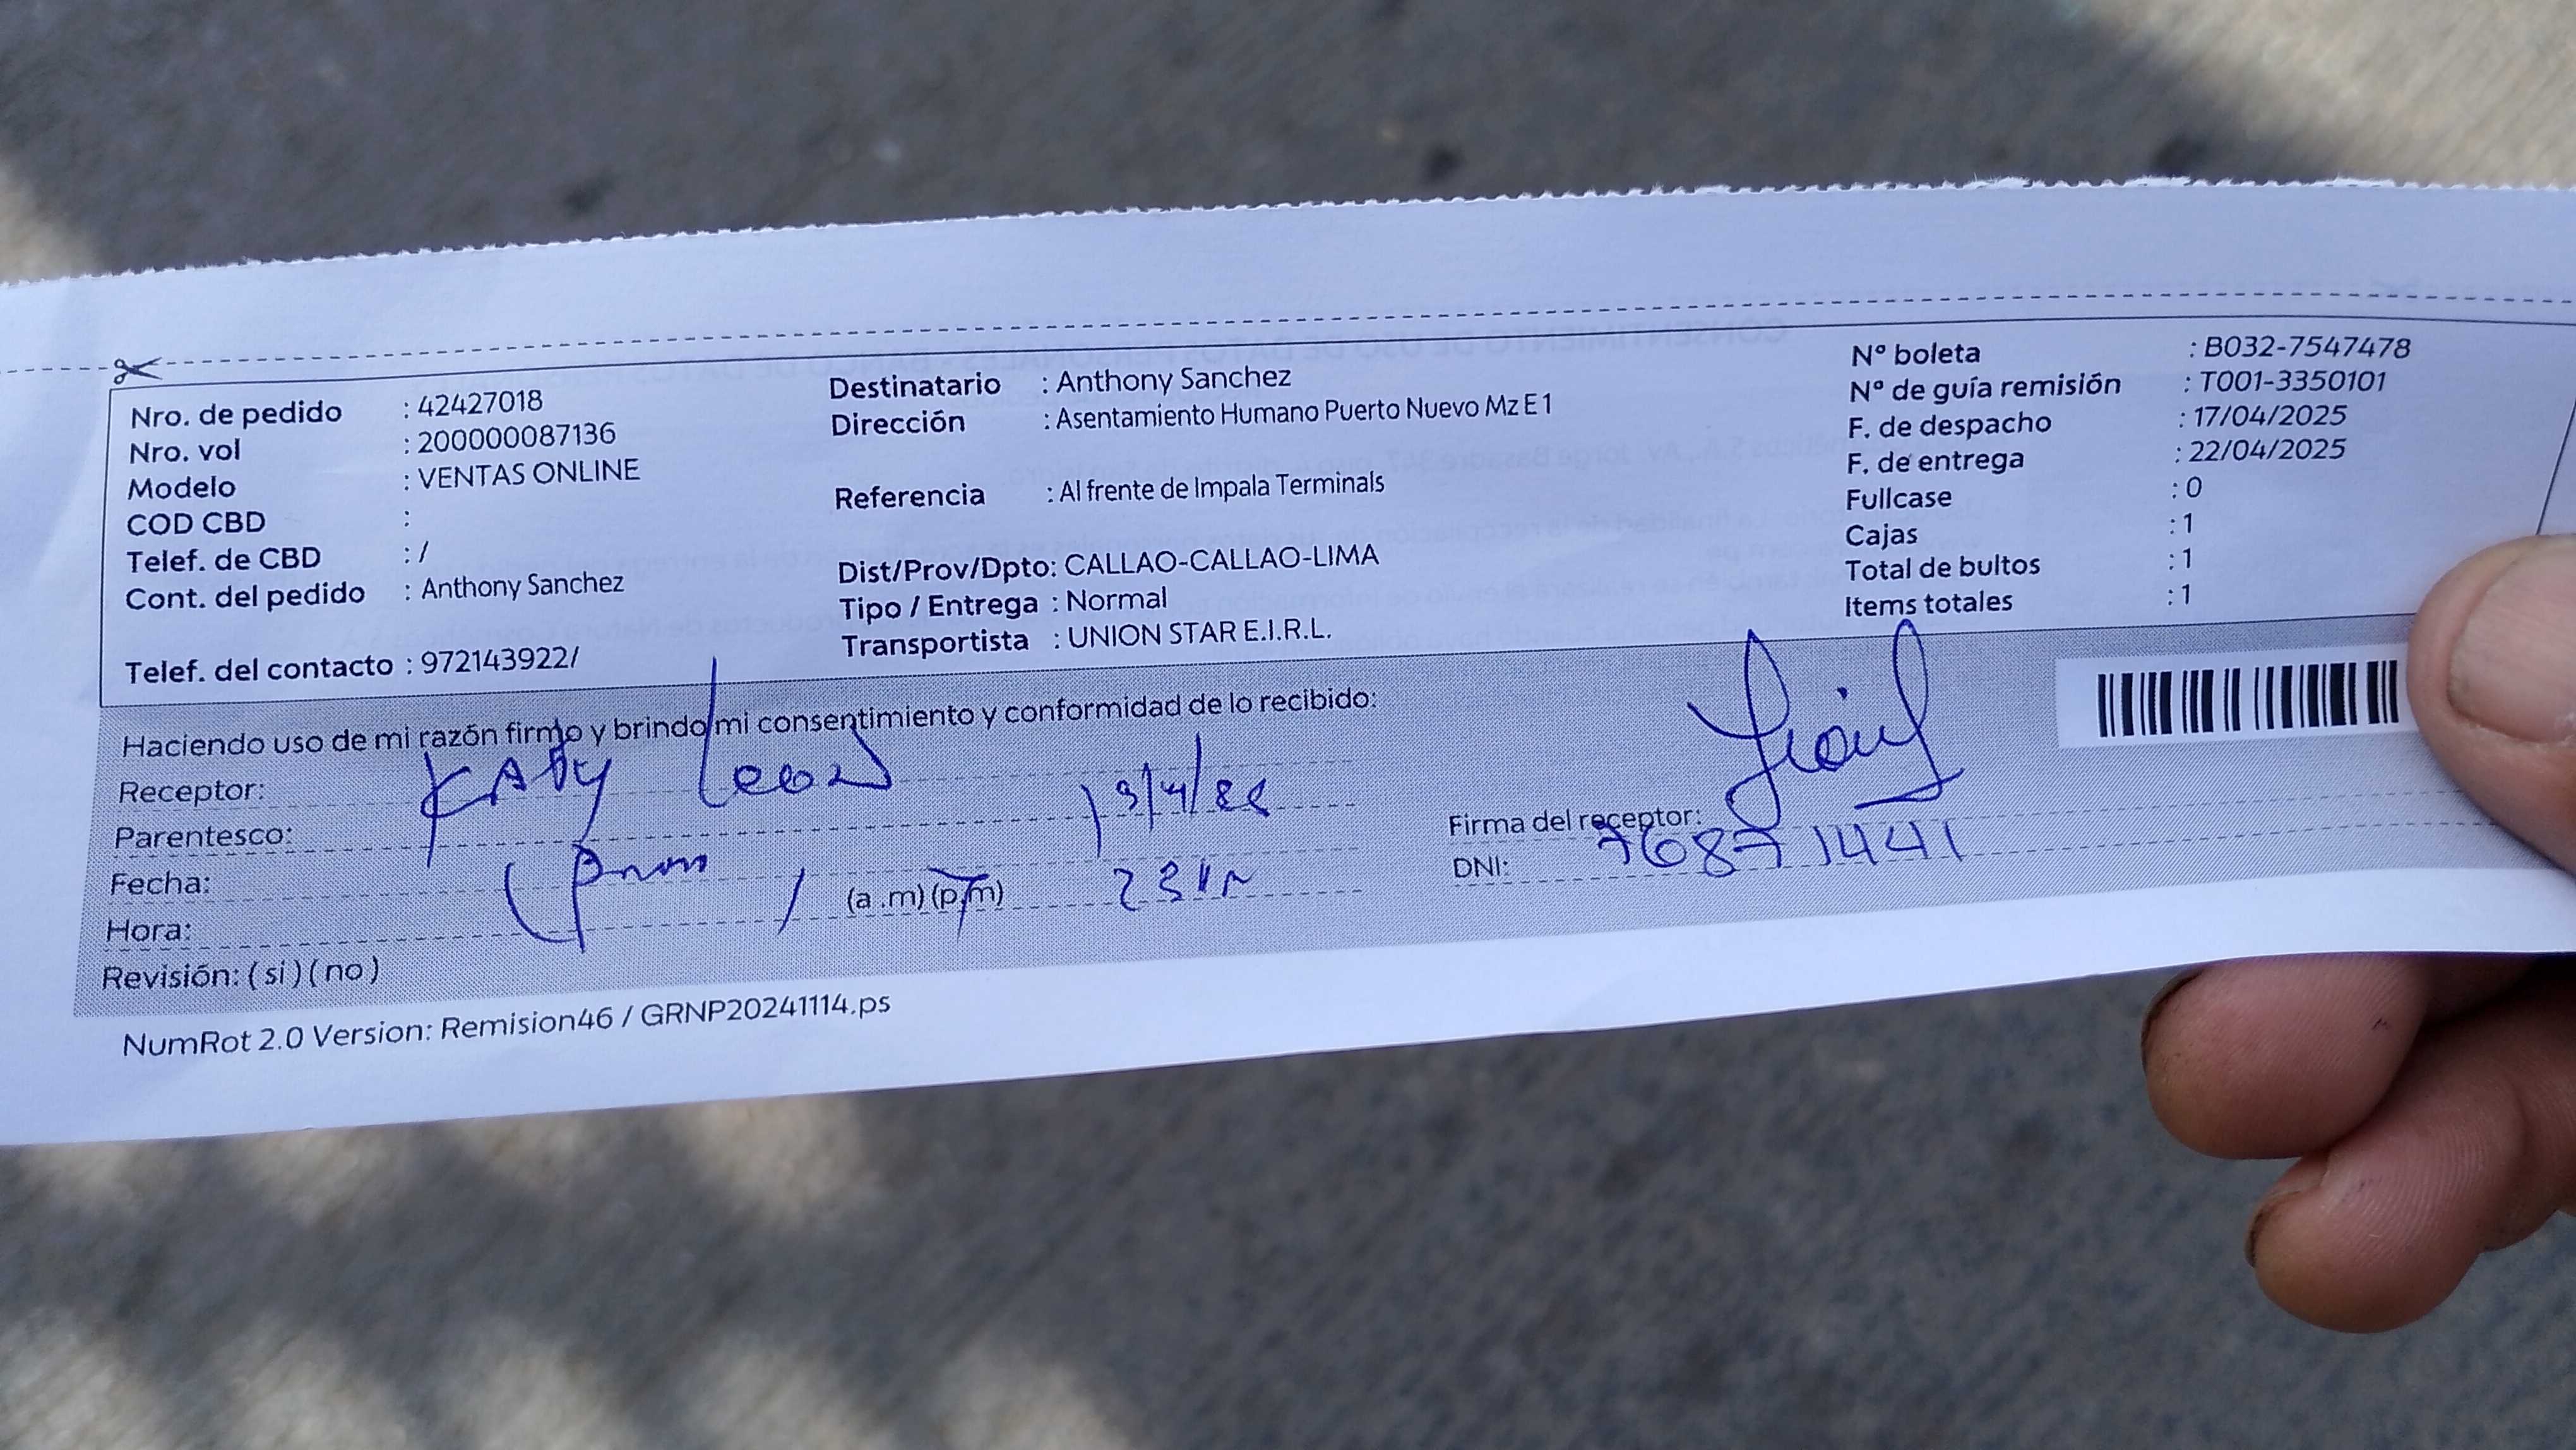 Nro. de pedido : 42427018
Nro. vol : 200000087136
Modelo : VENTAS ONLINE
COD CBD :
Telef. de CBD : /
Cont. del pedido : Anthony Sanchez
Telef. del contacto : 972143922/
Destinatario : Anthony Sanchez
Dirección : Asentamiento Humano Puerto Nuevo Mz E 1
Referencia : Al frente de Impala Terminals
Dist/Prov/Dpto: CALLAO-CALLAO-LIMA
Tipo / Entrega : Normal
Transportista : UNION STAR E.I.R.L.
Nº boleta : B032-7547478
Nº de guía remisión : T001-3350101
F. de despacho : 17/04/2025
F. de entrega : 22/04/2025
Fullcase : 0
Cajas : 1
Total de bultos : 1
Items totales : 1
Haciendo uso de mi razón firmo y brindo mi consentimiento y conformidad de lo recibido:
Receptor: KATY Leon
Parentesco:
Fecha:
Hora: (a .m) (p.m)
Revisión: ( si ) ( no )
Firma del receptor:
DNI: 76871441
NumRot 2.0 Version: Remision46 / GRNP20241114.ps